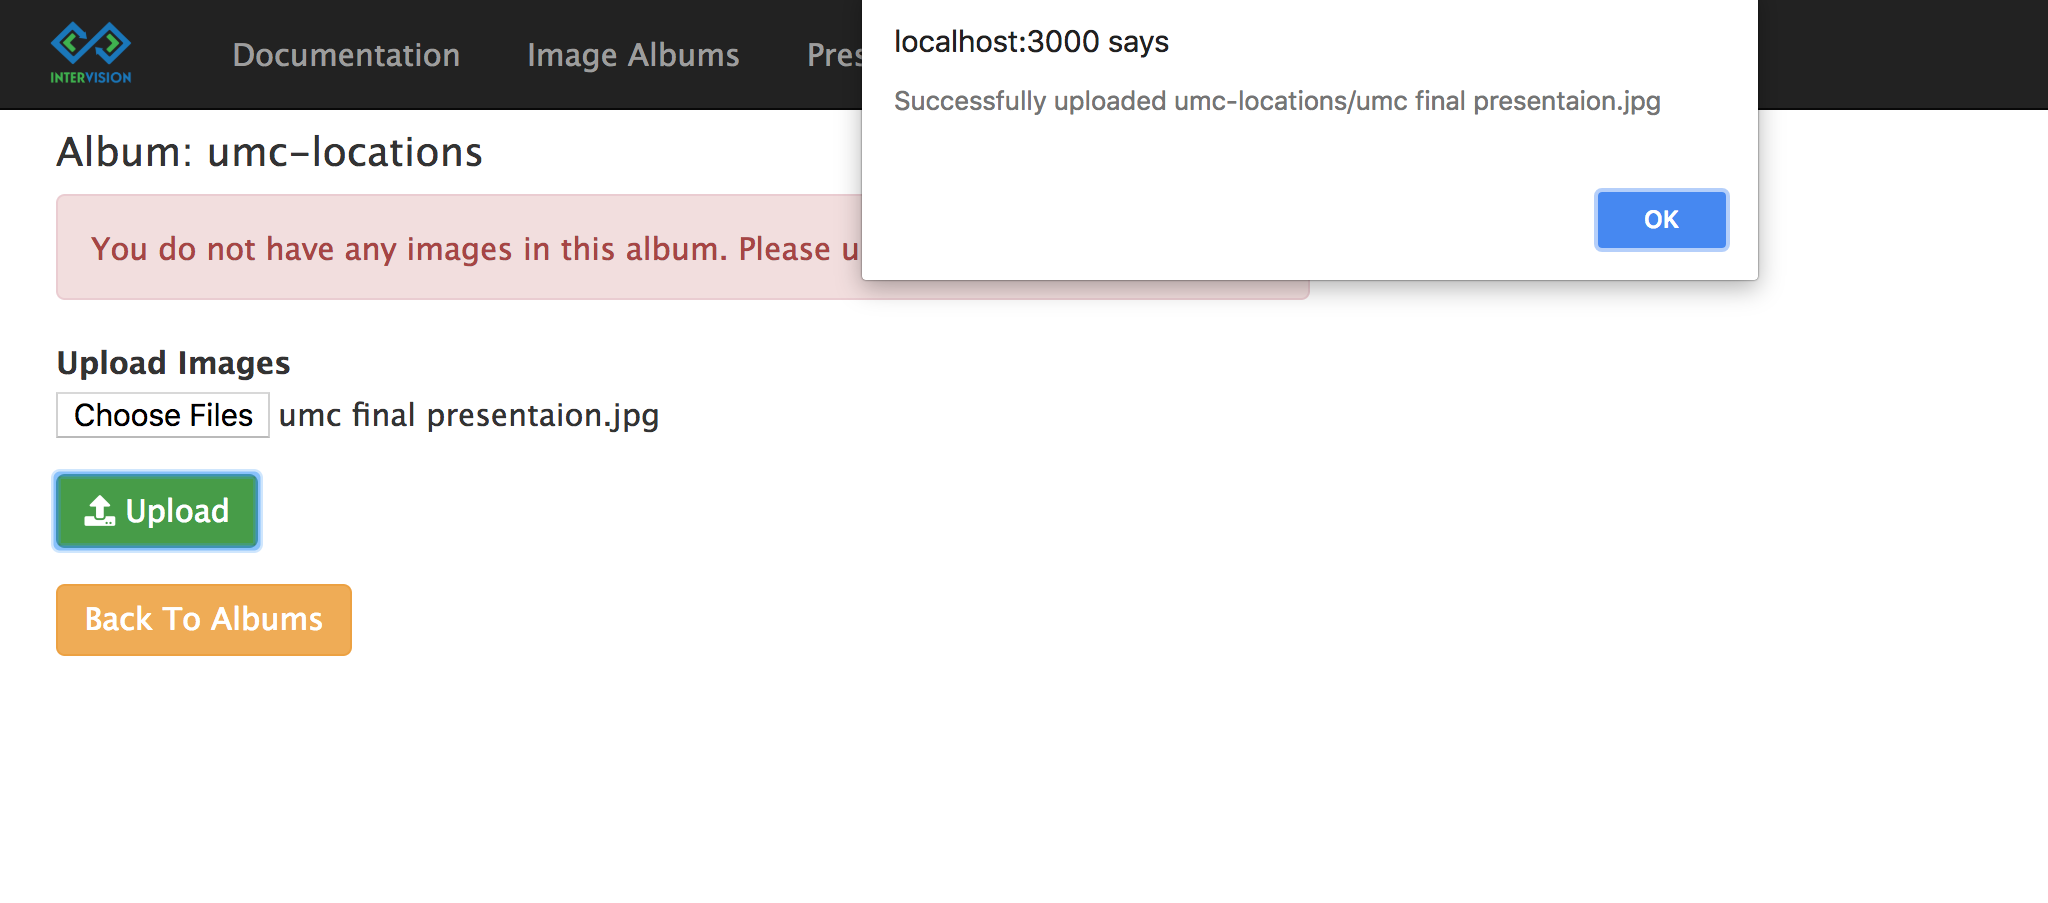 INTERVISION
Documentation
Image Albums
localhost:3000 says
Successfully uploaded umc-locations/umc final presentaion.jpg
OK
Album: umc-locations
You do not have any images in this album. Please
Upload Images
Choose Files umc final presentaion.jpg
Upload
Back To Albums